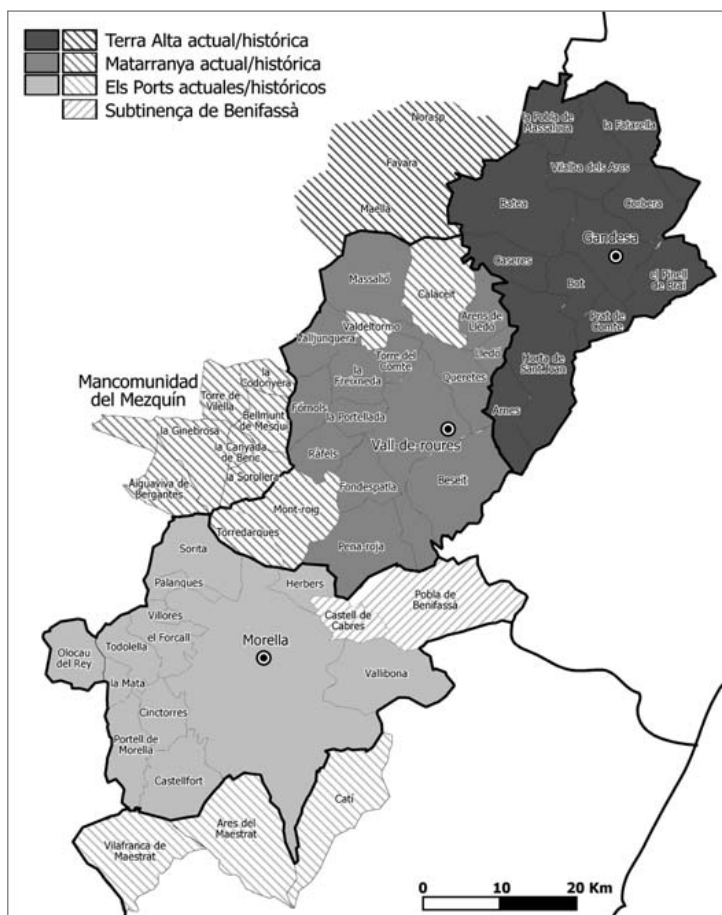 Terra Alta actual/histórica
Matarranya actual/histórica
Els Ports actuales/históricos
Subtinença de Benifassà
Norasp
Favara
Maella
la Pobla de
Massaluca
la Fatarella
Vilalba dels Arcs
Batea
Corbera
Gandesa
Caseres
Bot
el Pinell
de Brai
Prat de
Comte
Horta de
Sant Joan
Arnes
Massalió
Calaceit
Valdeltormo
Arens de
Lledó
Valljunquera
Torre del
Comte
Lledó
la
Freixneda
Queretes
Fórnols
la Portellada
Vall-de-roures
Ràfels
Fondespatla
Beseit
Mont-roig
Torredarques
Pena-roja
Mancomunidad
del Mezquín
la
Codonyera
Torre de
Vilella
Bellmunt
de Mesquí
la Ginebrosa
la Canyada
de Beric
la Sorollera
Aiguaviva de
Bergantes
Sorita
Palanques
Herbers
Castell de
Cabres
Pobla de
Benifassà
Villores
el Forcall
Morella
Olocau
del Rey
Todolella
Vallibona
la Mata
Cinctorres
Portell de
Morella
Castellfort
Catí
Ares del
Maestrat
Vilafranca de
Maestrat
0 10 20 Km